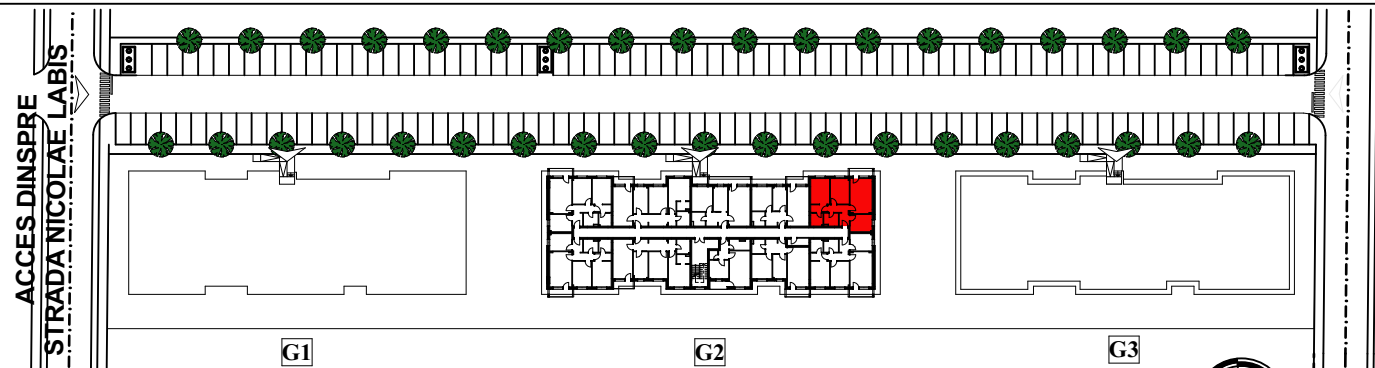 ACCES DINSPRE
STRADA NICOLAE LABIS
G1
G2
G3